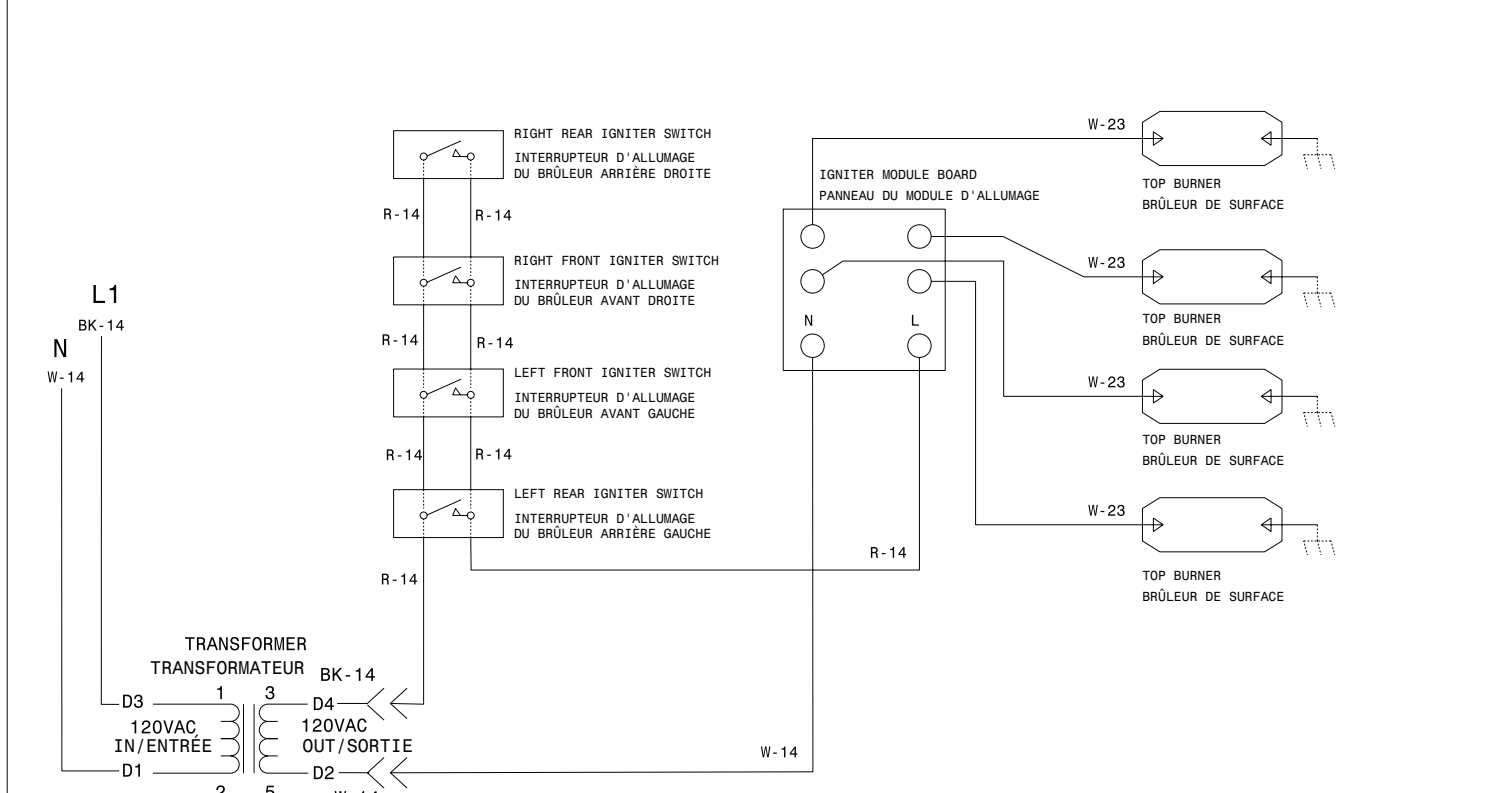 RIGHT REAR IGNITER SWITCH
INTERRUPTEUR D'ALLUMAGE
DU BRÛLEUR ARRIÈRE DROITE
R-14
R-14
RIGHT FRONT IGNITER SWITCH
INTERRUPTEUR D'ALLUMAGE
DU BRÛLEUR AVANT DROITE
R-14
R-14
LEFT FRONT IGNITER SWITCH
INTERRUPTEUR D'ALLUMAGE
DU BRÛLEUR AVANT GAUCHE
R-14
R-14
LEFT REAR IGNITER SWITCH
INTERRUPTEUR D'ALLUMAGE
DU BRÛLEUR ARRIÈRE GAUCHE
R-14
R-14
L1
BK-14
N
W-14
TRANSFORMER
TRANSFORMATEUR
BK-14
1
3
D3
D4
120VAC
IN/ENTRÉE
120VAC
OUT/SORTIE
D1
D2
2
5
W-14
W-14
IGNITER MODULE BOARD
PANNEAU DU MODULE D'ALLUMAGE
N
L
W-23
TOP BURNER
BRÛLEUR DE SURFACE
W-23
TOP BURNER
BRÛLEUR DE SURFACE
W-23
TOP BURNER
BRÛLEUR DE SURFACE
W-23
TOP BURNER
BRÛLEUR DE SURFACE